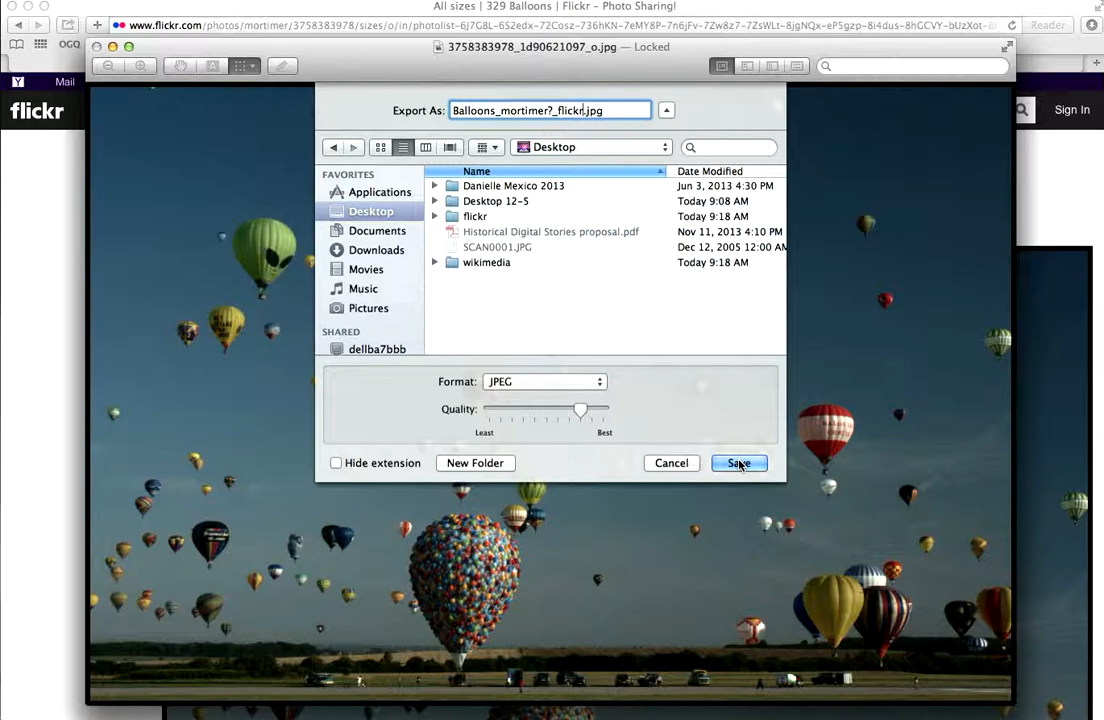 All sizes | 329 Balloons | Flickr - Photo Sharing!
www.flickr.com/photos/mortimer/3758383978/sizes/o/in/photolist-6J7GBL-6S2edx-72Cosz-736hKN-7eMY8P-7n6jFv-7Zw8z7-7ZsWLt-8jgNQx-eP5gzp-8i4dus-8hGCVY-bUzXot-B
Reader
OGQ
3758383978_1d90621097_o.jpg — Locked
Y Mail
flickr
Sign In
Export As: Balloons_mortimer?_flickr.jpg
Desktop
FAVORITES
Applications
Desktop
Documents
Downloads
Movies
Music
Pictures
SHARED
dellba7bbb
Name Date Modified
Danielle Mexico 2013 Jun 3, 2013 4:30 PM
Desktop 12-5 Today 9:08 AM
flickr Today 9:18 AM
Historical Digital Stories proposal.pdf Nov 11, 2013 4:10 PM
SCAN0001.JPG Dec 12, 2005 12:00 AM
wikimedia Today 9:18 AM
Format: JPEG
Quality:
Least Best
Hide extension New Folder Cancel Save